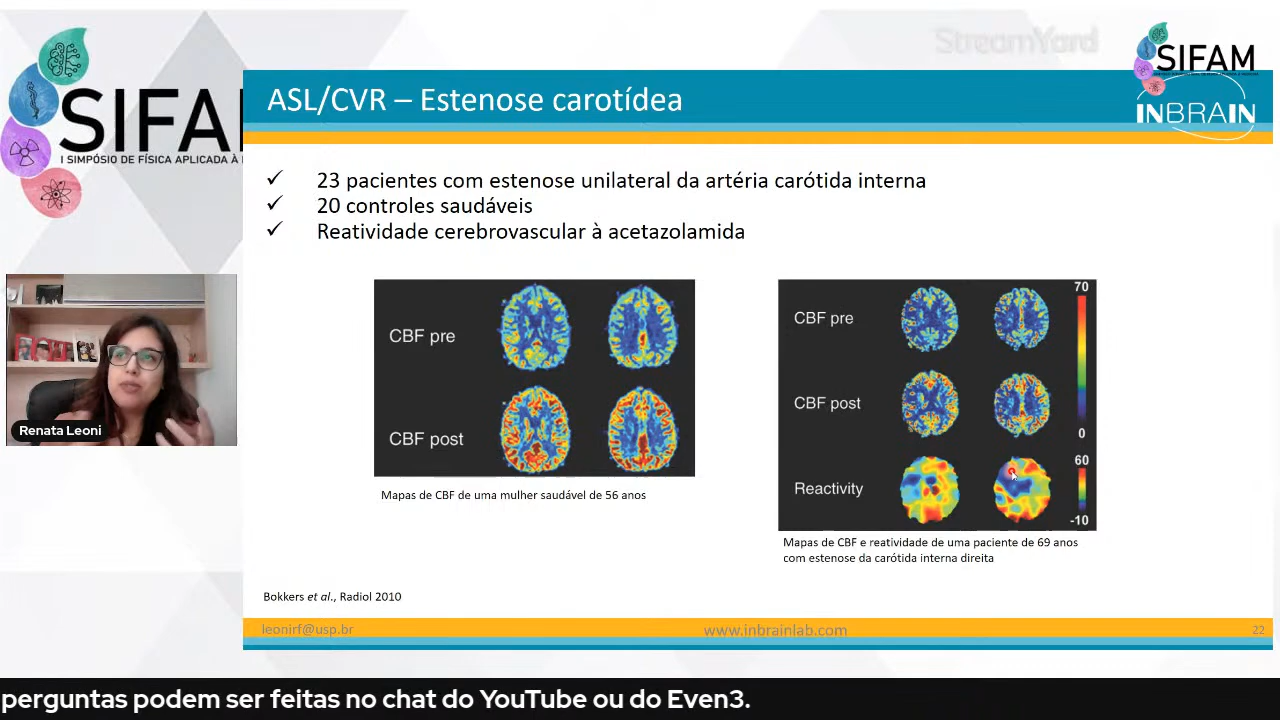 StreamYard
SIFAM
INBRAIN
SIFA
I SIMPÓSIO DE FÍSICA APLICADA À
ASL/CVR – Estenose carotídea
✓ 23 pacientes com estenose unilateral da artéria carótida interna
✓ 20 controles saudáveis
✓ Reatividade cerebrovascular à acetazolamida
CBF pre
CBF post
Mapas de CBF de uma mulher saudável de 56 anos
70
CBF pre
CBF post
0
60
Reactivity
-10
Mapas de CBF e reatividade de uma paciente de 69 anos
com estenose da carótida interna direita
Renata Leoni
Bokkers et al., Radiol 2010
leonirf@usp.br
www.inbrainlab.com
22
perguntas podem ser feitas no chat do YouTube ou do Even3.